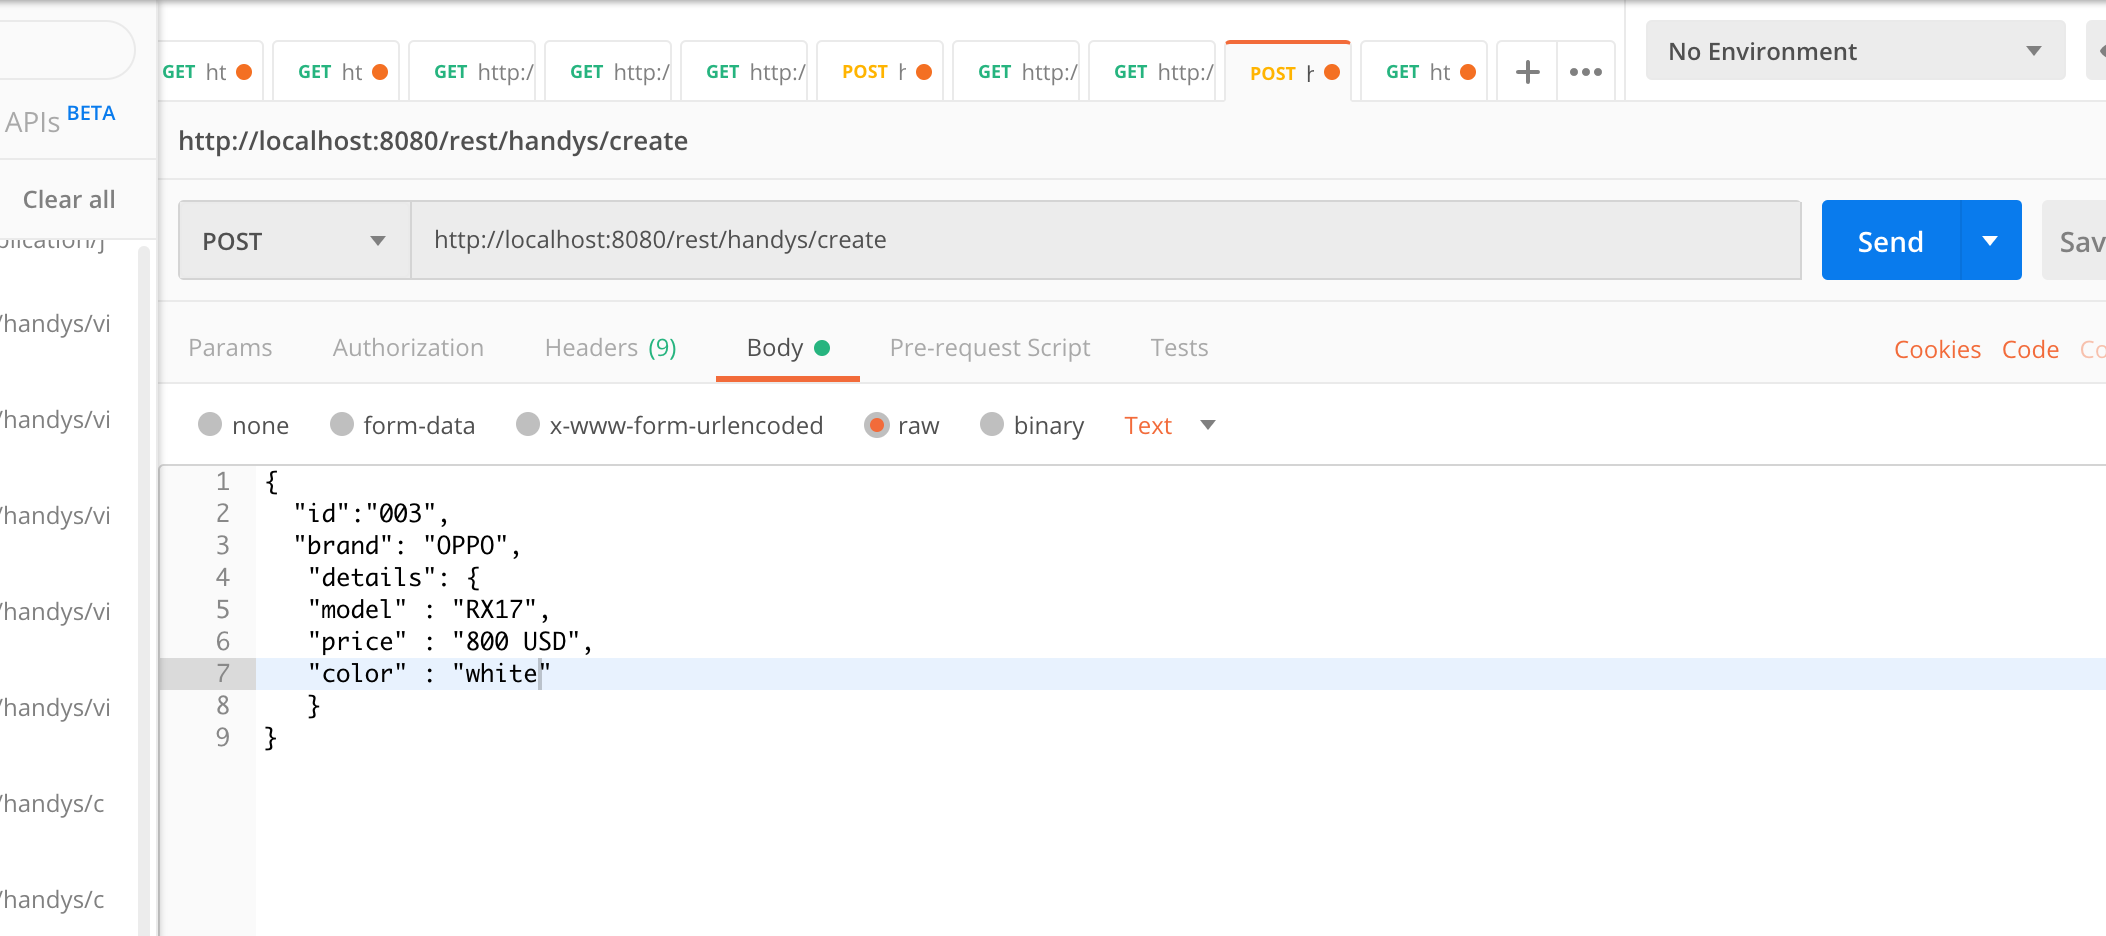 GET ht GET ht GET http:/ GET http:/ GET http:/ POST GET http:/ GET http:/ POST GET ht No Environment
APIs BETA
http://localhost:8080/rest/handys/create
Clear all
POST http://localhost:8080/rest/handys/create Send Sav
/handys/vi
Params Authorization Headers (9) Body Pre-request Script Tests Cookies Code Co
/handys/vi
none form-data x-www-form-urlencoded raw binary Text
1 {
2 "id":"003",
/handys/vi
3 "brand": "OPPO",
4 "details": {
5 "model" : "RX17",
/handys/vi
6 "price" : "800 USD",
7 "color" : "white"
8 }
/handys/vi
9 }
/handys/c
/handys/c